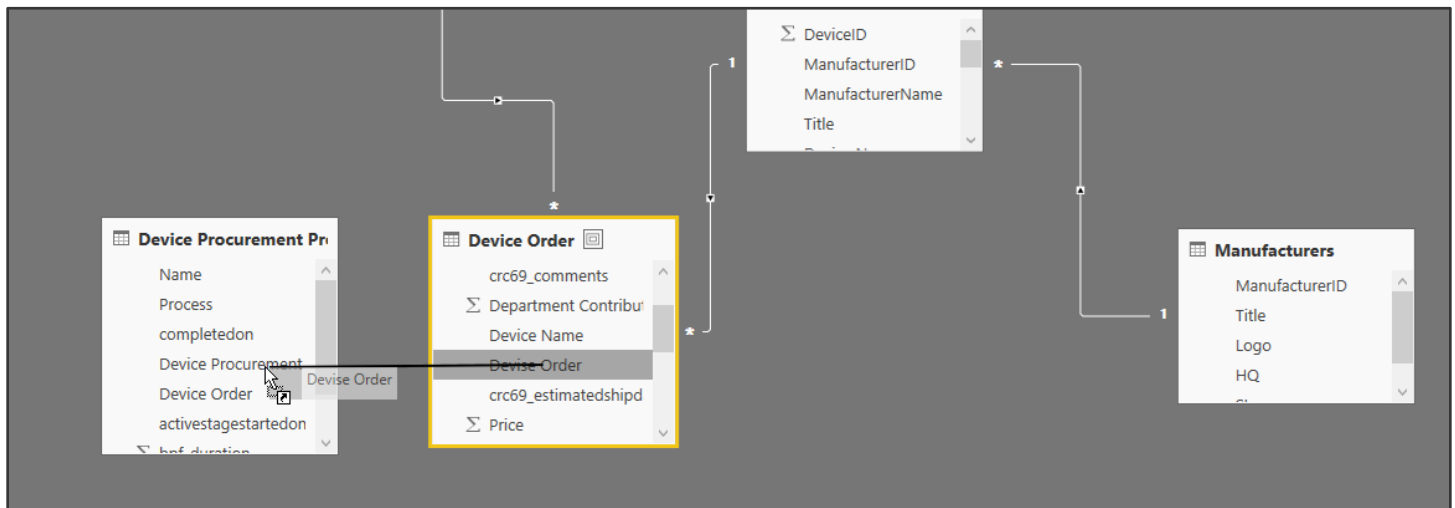 Σ DeviceID
ManufacturerID
ManufacturerName
Title
1
*
*
Device Procurement Pr
Name
Process
completedon
Device Procurement
Device Order
activestagestartedon
Σ bpf_duration
Devise Order
Device Order
crc69_comments
Σ Department Contribut
Device Name
Devise Order
crc69_estimatedshipd
Σ Price
*
Manufacturers
ManufacturerID
Title
Logo
HQ
1